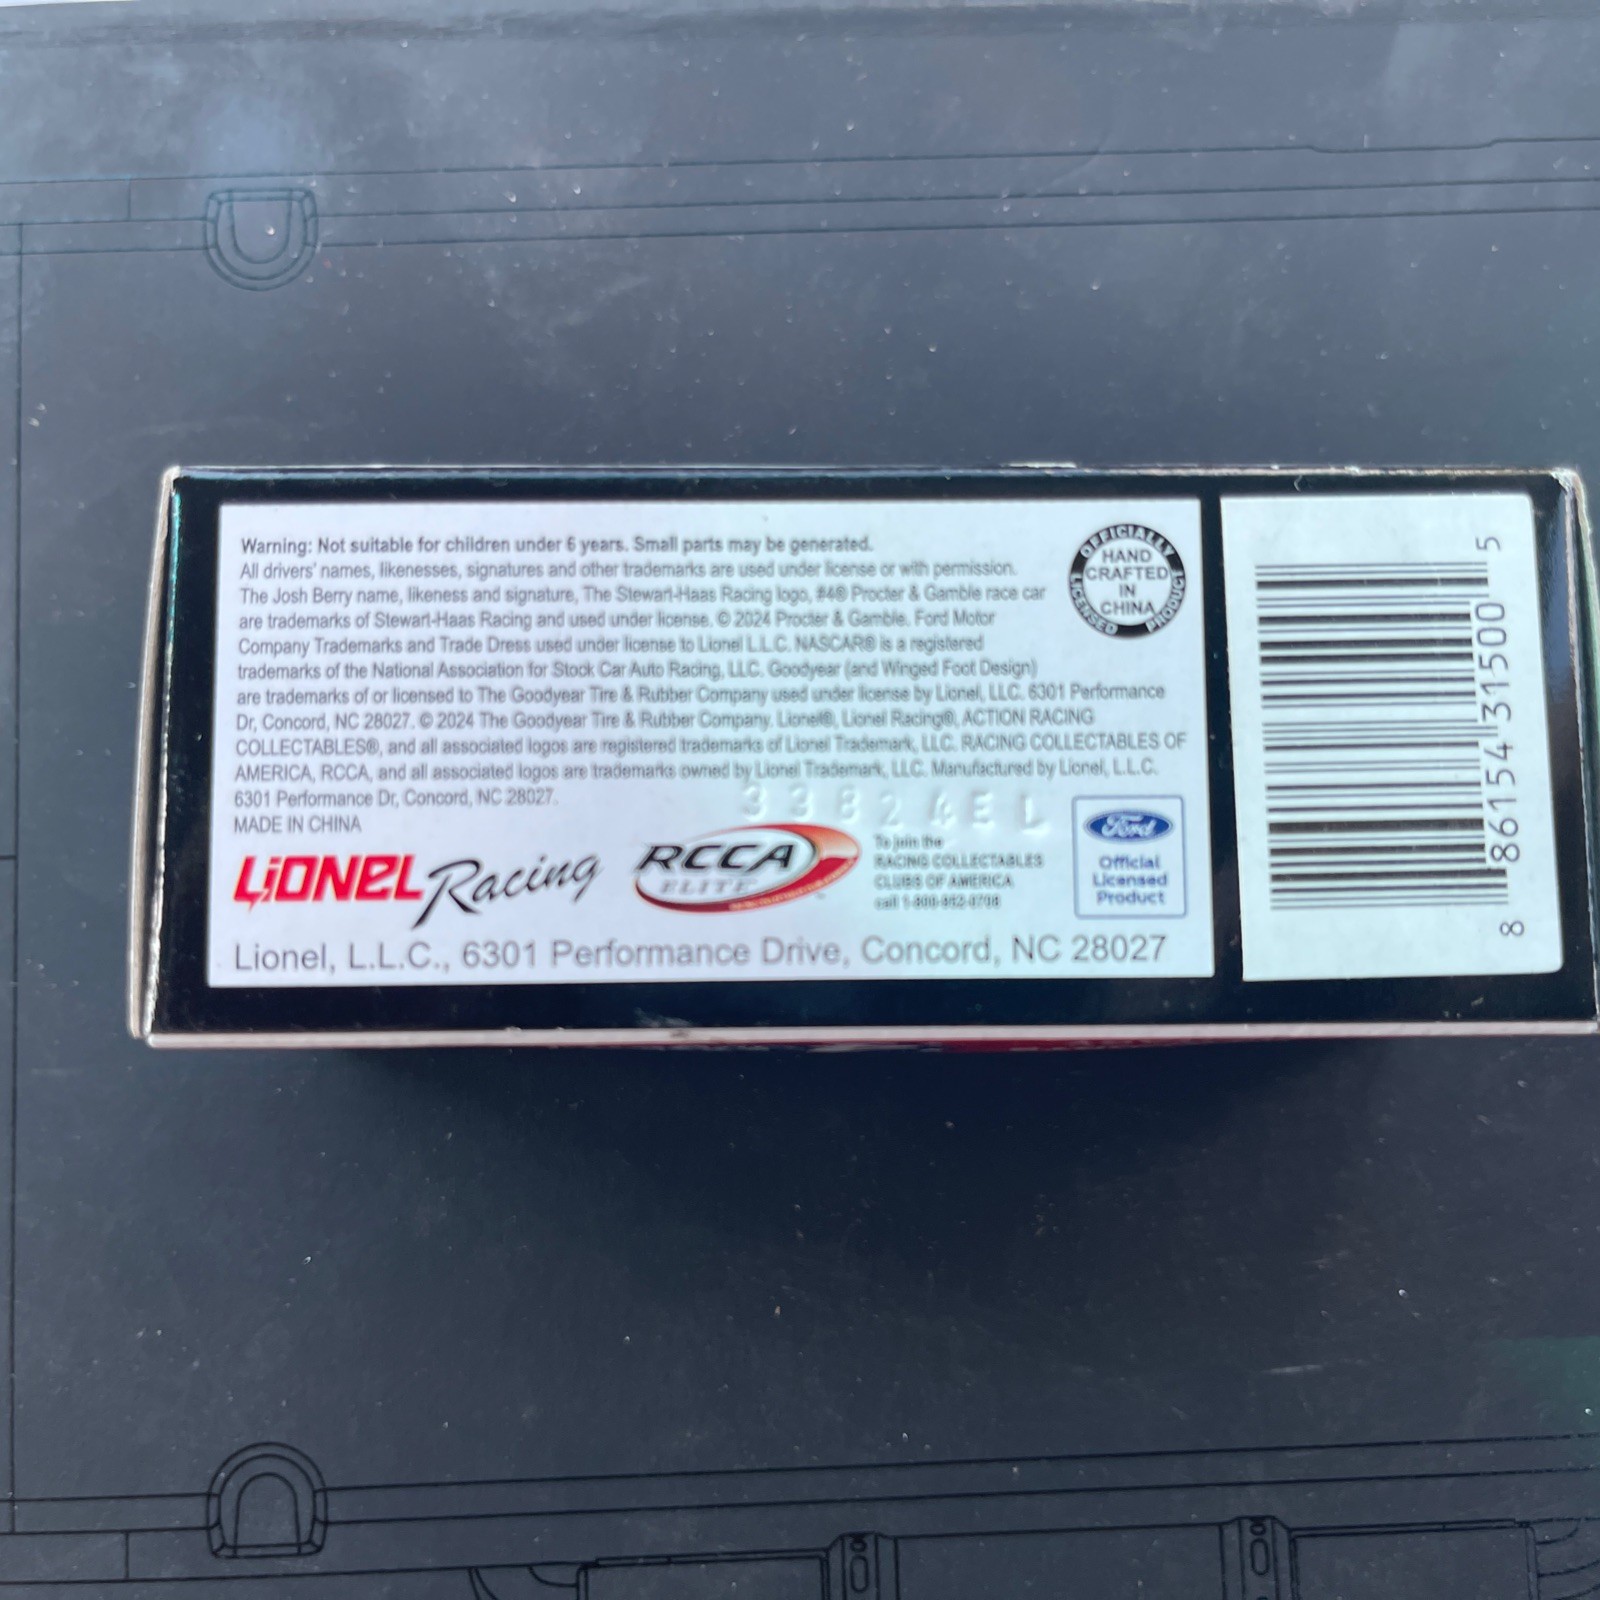 Warning: Not suitable for children under 6 years. Small parts may be generated.
All drivers' names, likenesses, signatures and other trademarks are used under license or with permission.
The Josh Berry name, likeness and signature, The Stewart-Haas Racing logo, #4® Procter & Gamble race car
are trademarks of Stewart-Haas Racing and used under license. © 2024 Procter & Gamble. Ford Motor
Company Trademarks and Trade Dress used under license to Lionel L.L.C. NASCAR® is a registered
trademarks of the National Association for Stock Car Auto Racing, LLC. Goodyear (and Winged Foot Design)
are trademarks of or licensed to The Goodyear Tire & Rubber Company used under license by Lionel, LLC. 6301 Performance
Dr, Concord, NC 28027. © 2024 The Goodyear Tire & Rubber Company. Lionel®, Lionel Racing®, ACTION RACING
COLLECTABLES®, and all associated logos are registered trademarks of Lionel Trademark, LLC. RACING COLLECTABLES OF
AMERICA, RCCA, and all associated logos are trademarks owned by Lionel Trademark, LLC. Manufactured by Lionel, L.L.C.
6301 Performance Dr, Concord, NC 28027.
MADE IN CHINA
OFFICIALLY LICENSED PRODUCT
HAND
CRAFTED
IN
CHINA
33824EL
LIONEL Racing
RCCA
ELITE
To join the
RACING COLLECTABLES
CLUBS OF AMERICA
call 1-800-952-0708
Ford
Official
Licensed
Product
Lionel, L.L.C., 6301 Performance Drive, Concord, NC 28027
8 86154 31500 5